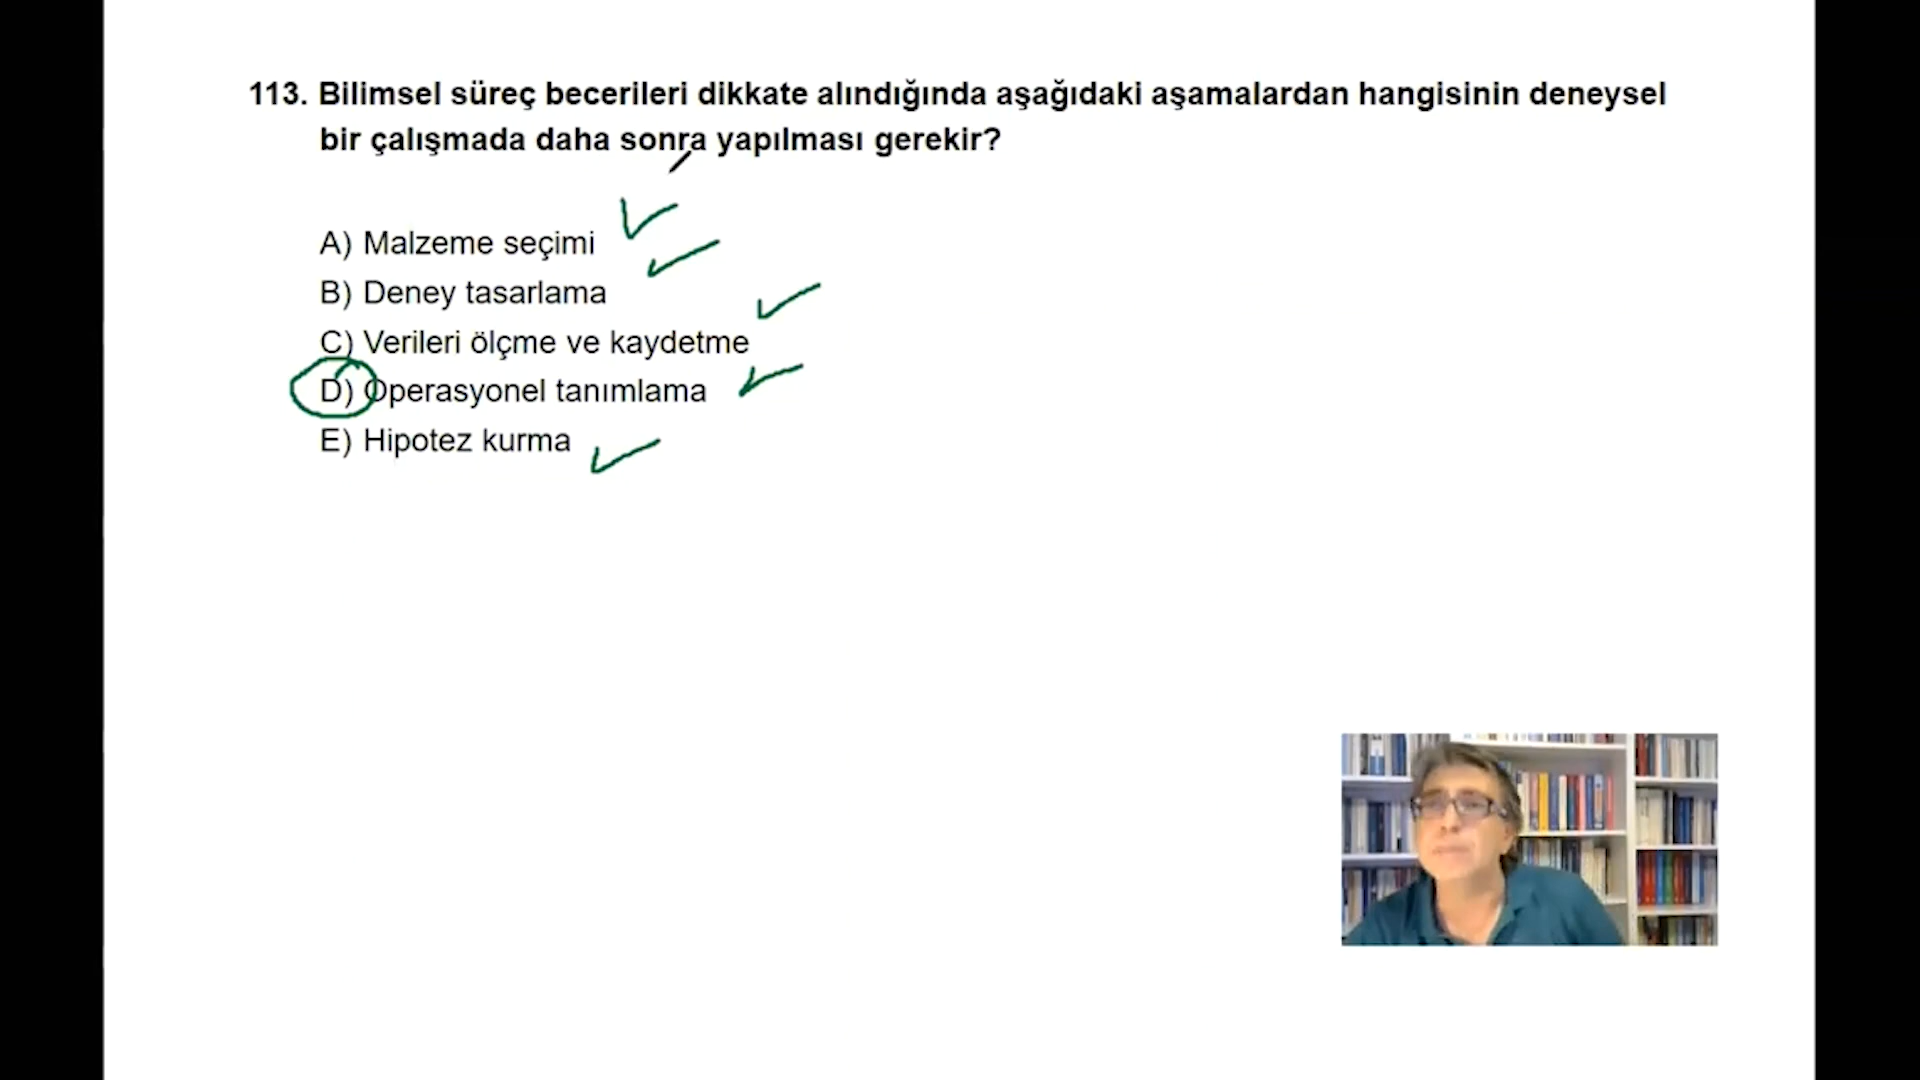 113. Bilimsel süreç becerileri dikkate alındığında aşağıdaki aşamalardan hangisinin deneysel
bir çalışmada daha sonra yapılması gerekir?
A) Malzeme seçimi
B) Deney tasarlama
C) Verileri ölçme ve kaydetme
D) Operasyonel tanımlama
E) Hipotez kurma